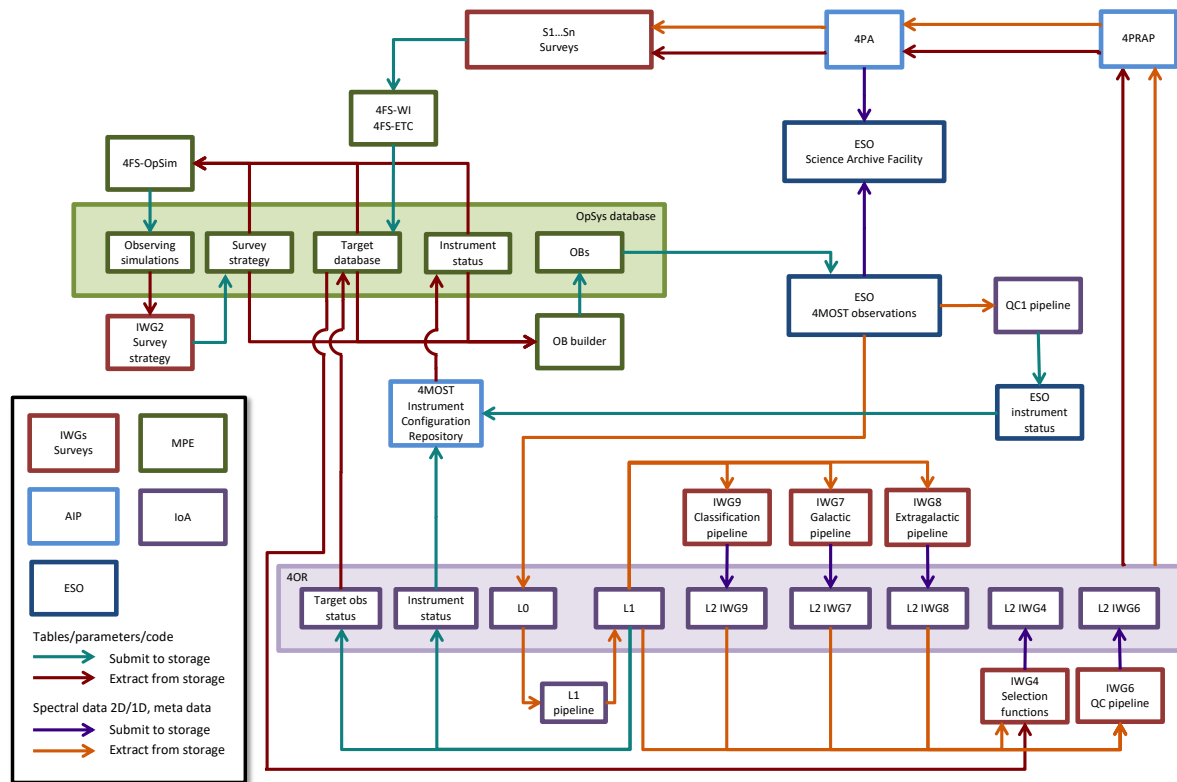 S1...Sn
Surveys
4PA
4PRAP
4FS-WI
4FS-ETC
ESO
Science Archive Facility
4FS-OpSim
OpSys database
Observing
simulations
Survey
strategy
Target
database
Instrument
status
OBs
ESO
4MOST observations
QC1 pipeline
IWG2
Survey
strategy
OB builder
4MOST
Instrument
Configuration
Repository
ESO
instrument
status
IWGs
Surveys
MPE
AIP
IoA
ESO
Tables/parameters/code
Submit to storage
Extract from storage
Spectral data 2D/1D, meta data
Submit to storage
Extract from storage
IWG9
Classification
pipeline
IWG7
Galactic
pipeline
IWG8
Extragalactic
pipeline
4OR
Target obs
status
Instrument
status
L0
L1
L2 IWG9
L2 IWG7
L2 IWG8
L2 IWG4
L2 IWG6
L1
pipeline
IWG4
Selection
functions
IWG6
QC pipeline